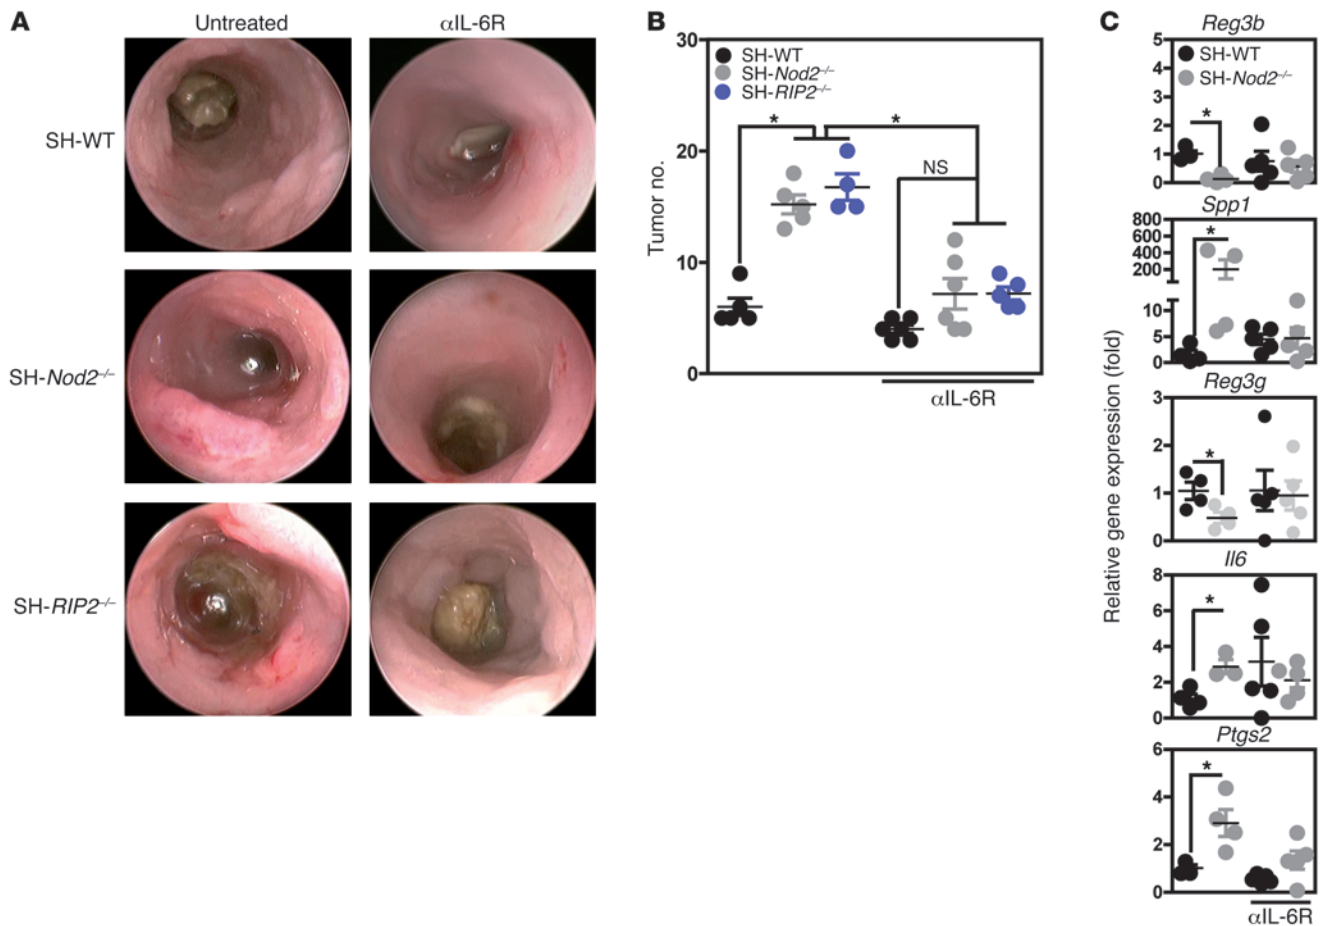 A
Untreated
αIL-6R
SH-WT
SH-Nod2–/–
SH-RIP2–/–
B
30
20
10
0
Tumor no.
SH-WT
SH-Nod2–/–
SH-RIP2–/–
*
*
NS
αIL-6R
C
Relative gene expression (fold)
Reg3b
5
4
3
2
1
0
SH-WT
SH-Nod2–/–
*
Spp1
800
600
400
200
10
5
0
*
Reg3g
3
2
1
0
*
Il6
8
6
4
2
0
*
Ptgs2
6
4
2
0
*
αIL-6R